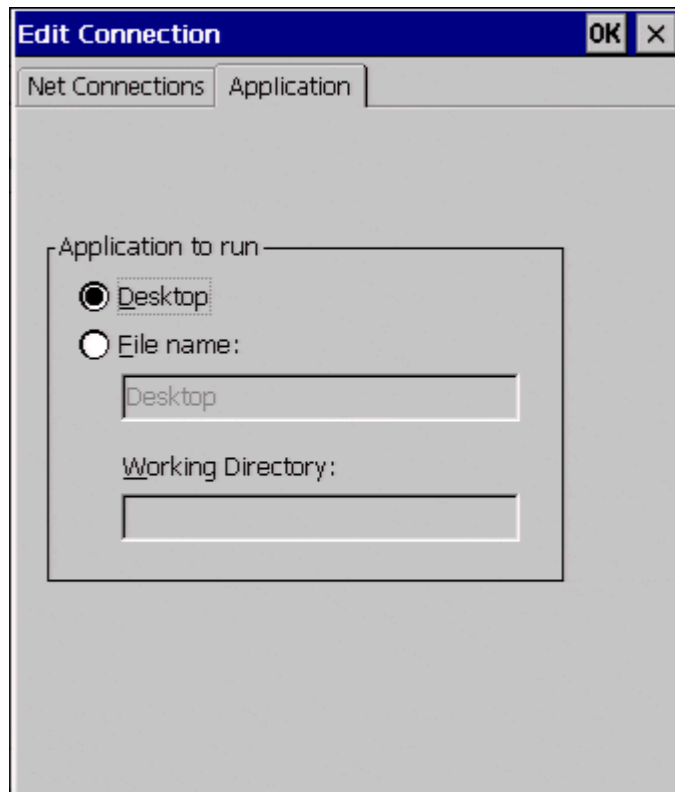 Edit Connection OK ×
Net Connections Application
Application to run
Desktop
File name:
Desktop
Working Directory: